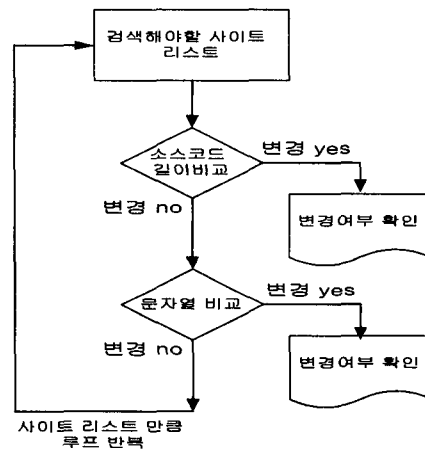 검색해야할 사이트
리스트
소스코드
길이비교
변경 yes
변경 no
변경여부 확인
문자열 비교
변경 yes
변경 no
변경여부 확인
사이트 리스트 만큼
루프 반복